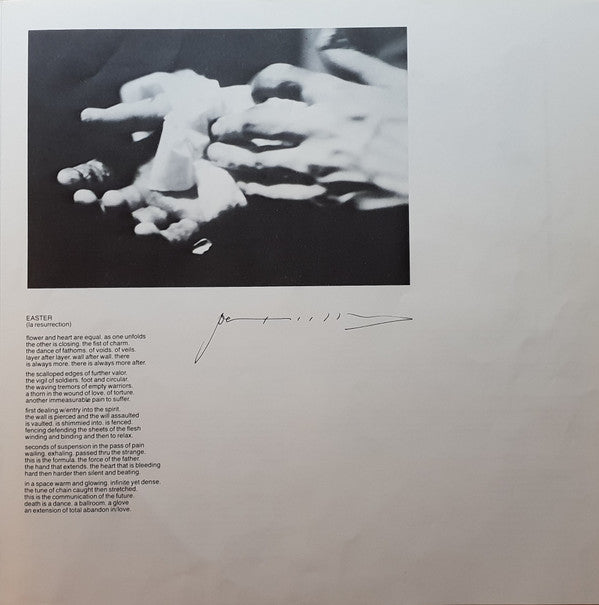 EASTER
(la resurrection)
flower and heart are equal. as one unfolds
the other is closing. the fist of charm.
the dance of fathoms. of voids. of veils.
layer after layer. wall after wall. there
is always more. there is always more after.
the scalloped edges of further valor.
the vigil of soldiers. foot and circular.
the waving tremors of empty warriors.
a thorn in the wound of love. of torture.
another immeasurable pain to suffer.
first dealing w/entry into the spirit.
the wall is pierced and the will assaulted
is vaulted. is shimmied into. is fenced.
fencing defending the sheets of the flesh
winding and binding and then to relax.
seconds of suspension in the pass of pain
wailing. exhaling. passed thru the strange.
this is the formula. the force of the father.
the hand that extends. the heart that is bleeding
hard then harder then silent and beating.
in a space warm and glowing. infinite yet dense.
the tune of chain caught then stretched.
this is the communication of the future.
death is a dance. a ballroom. a glove
an extension of total abandon in/love.